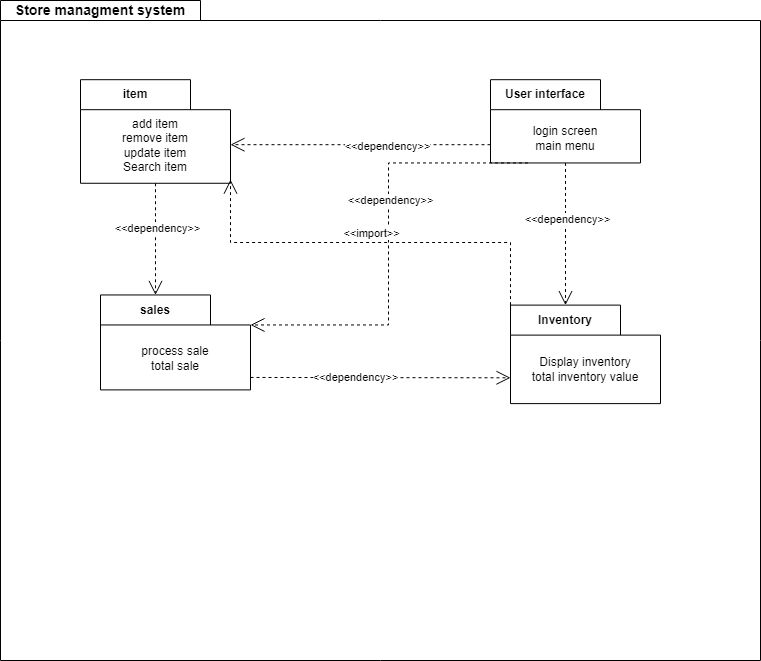 Store managment system
item
add item
remove item
update item
Search item
User interface
login screen
main menu
<<dependency>>
<<dependency>>
<<dependency>>
<<dependency>>
<<import>>
sales
process sale
total sale
Inventory
Display inventory
total inventory value
<<dependency>>